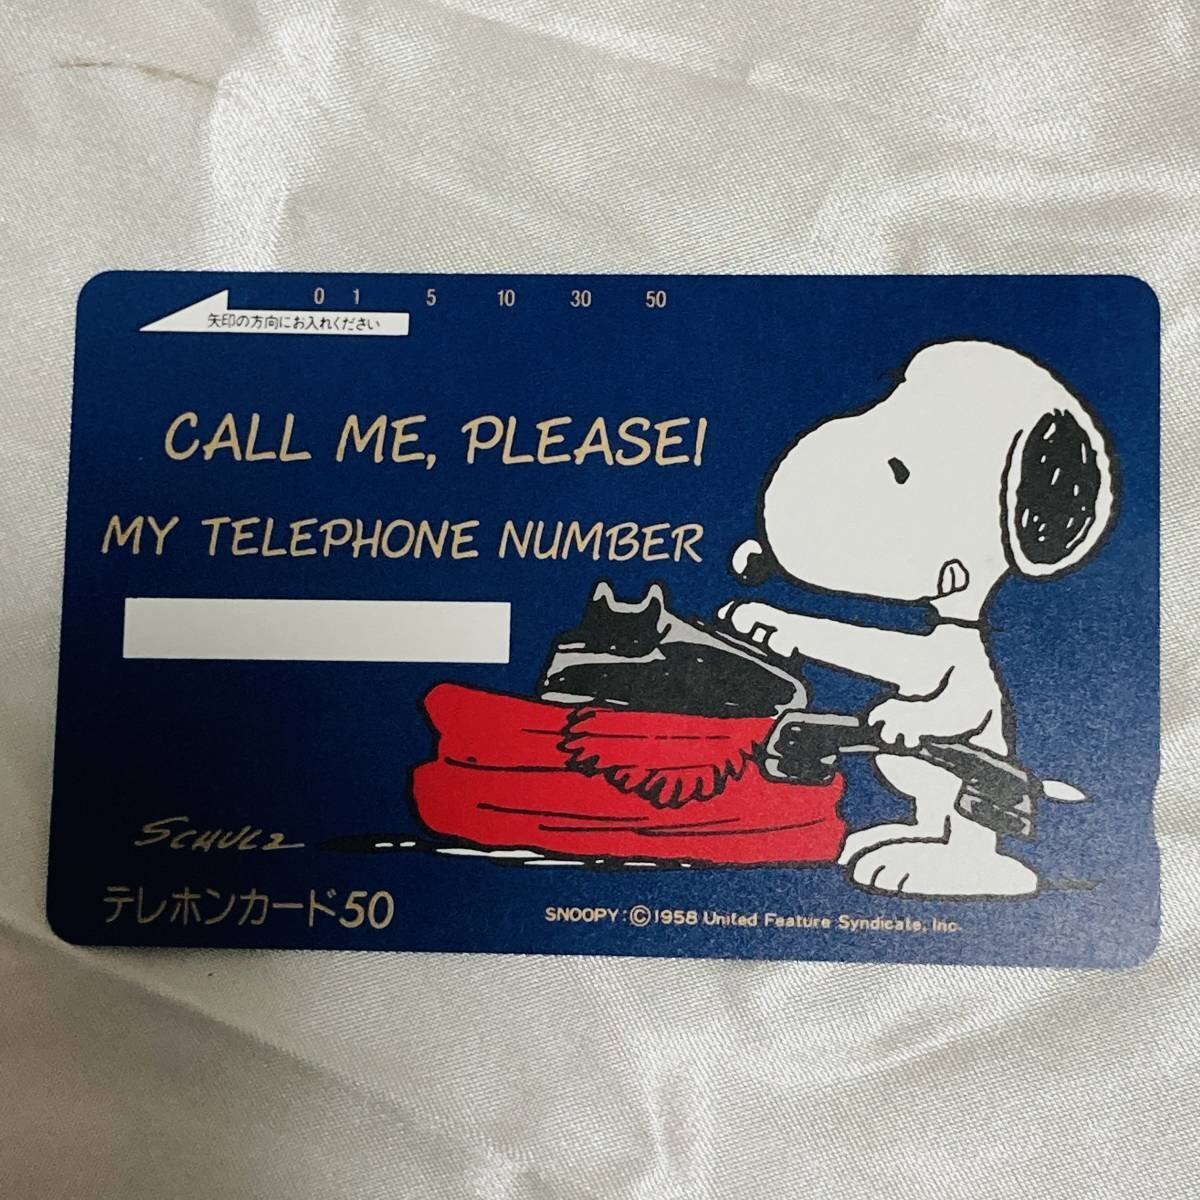 0 1 5 10 30 50
矢印の方向にお入れください
CALL ME, PLEASE!
MY TELEPHONE NUMBER
SCHULZ
テレホンカード50
SNOOPY:©1958 United Feature Syndicate, Inc.